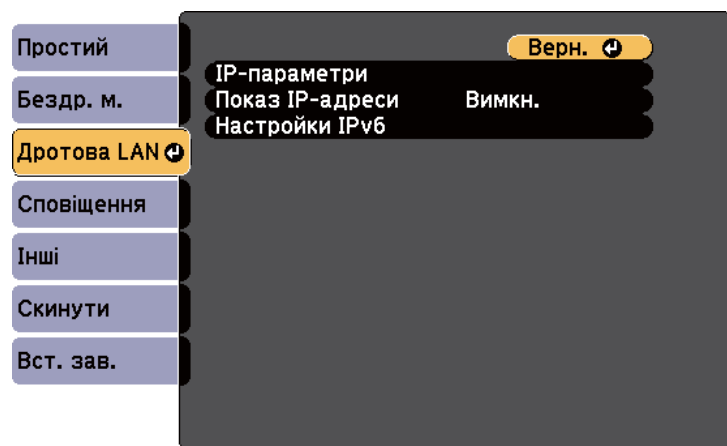 Простий
Бездр. м.
Дротова LAN
Сповіщення
Інші
Скинути
Вст. зав.
Верн.
IP-параметри
Показ IP-адреси Вимкн.
Настройки IPv6